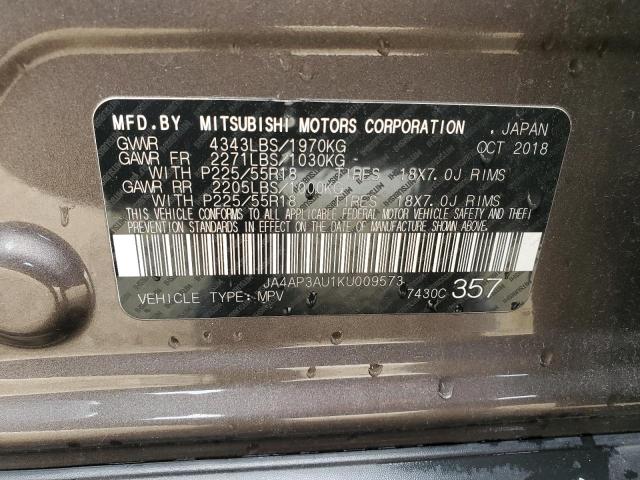 MFD.BY MITSUBISHI MOTORS CORPORATION , JAPAN
GVWR 4343LBS/1970KG OCT 2018
GAWR FR 2271LBS/1030KG
WITH P225/55R18 TIRES 18X7.0J RIMS
GAWR RR 2205LBS/1000KG
WITH P225/55R18 TIRES 18X7.0J RIMS
THIS VEHICLE CONFORMS TO ALL APPLICABLE FEDERAL MOTOR VEHICLE SAFETY AND THEFT
PREVENTION STANDARDS IN EFFECT ON THE DATE OF MANUFACTURE SHOWN ABOVE.
JA4AP3AU1KU009573
VEHICLE TYPE: MPV 7430C 357